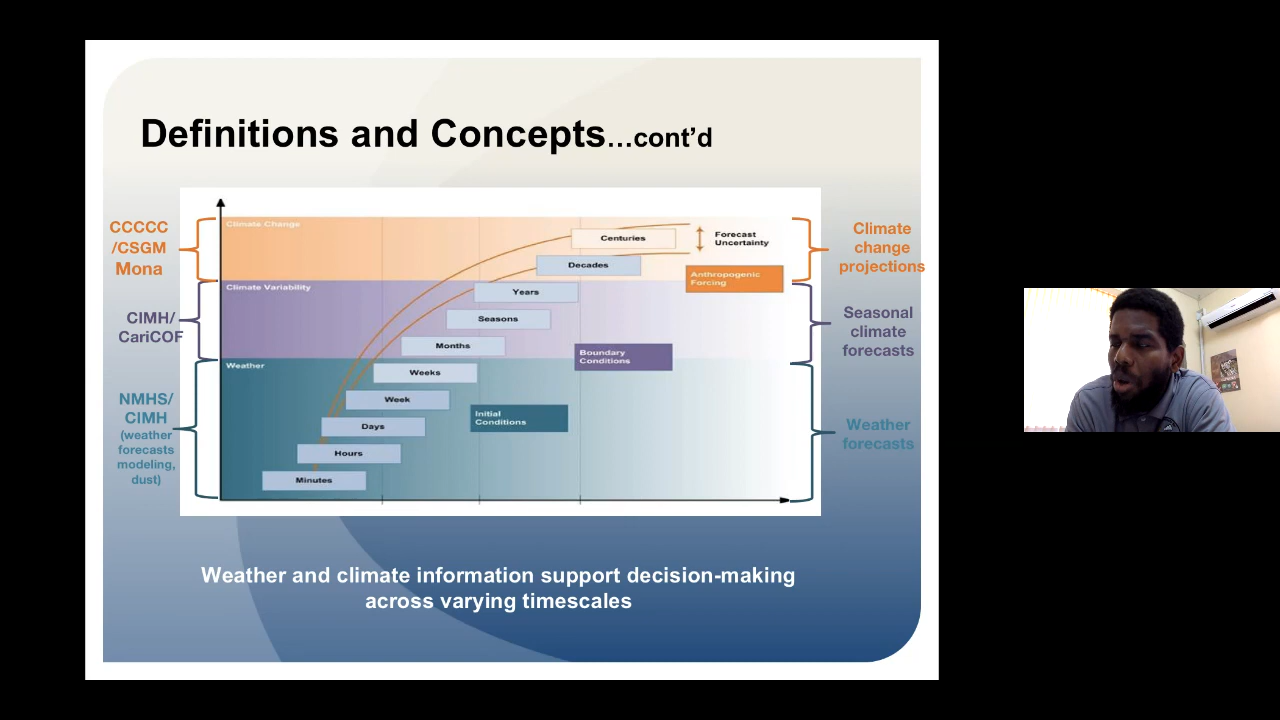 Definitions and Concepts…cont’d
CCCCC
/CSGM
Mona
CIMH/
CariCOF
NMHS/
CIMH
(weather
forecasts
modeling,
dust)
Climate Change
Centuries
Forecast
Uncertainty
Decades
Anthropogenic
Forcing
Climate Variability
Years
Seasons
Months
Boundary
Conditions
Weather
Weeks
Week
Initial
Conditions
Days
Hours
Minutes
Climate
change
projections
Seasonal
climate
forecasts
Weather
forecasts
Weather and climate information support decision-making
across varying timescales